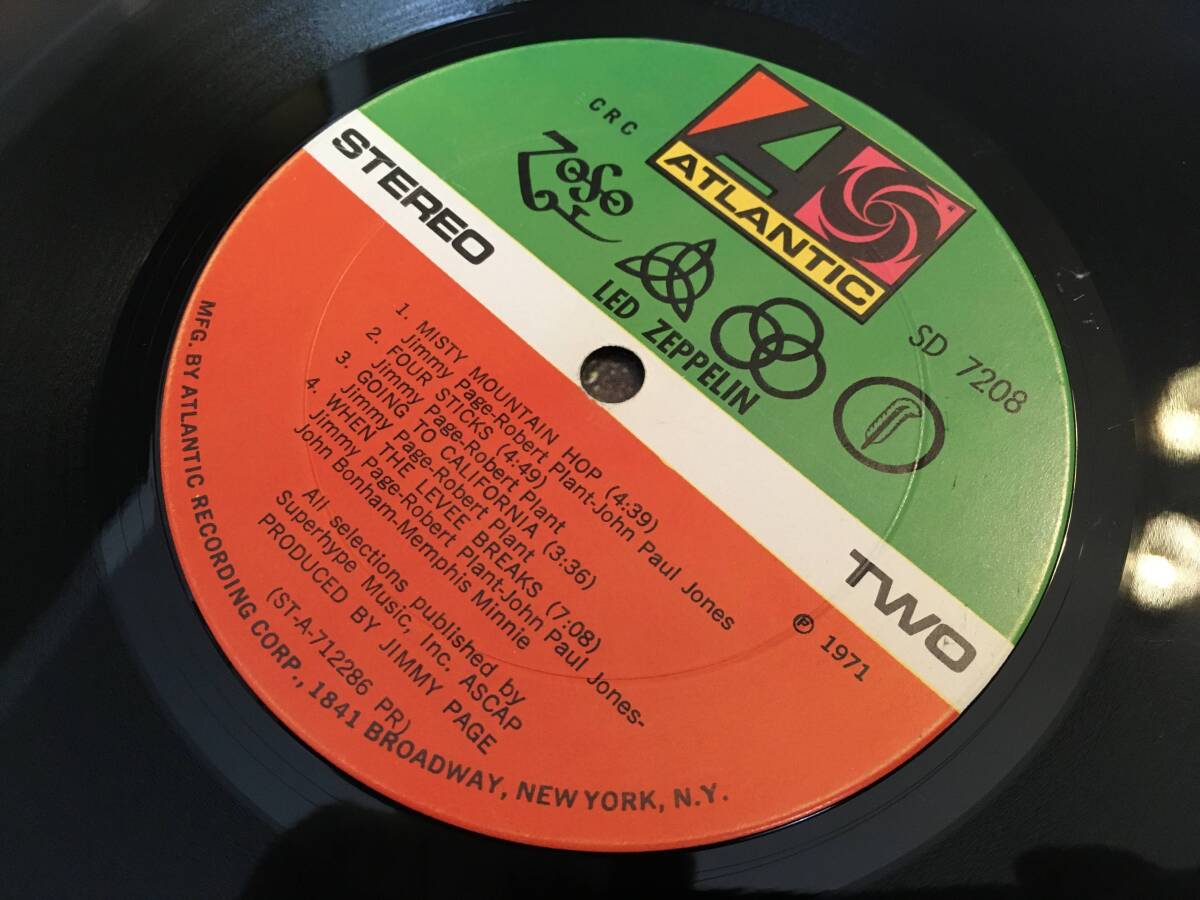 CRC
ZoSo
ATLANTIC
SD 7208
LED ZEPPELIN
STEREO
TWO
1. MISTY MOUNTAIN HOP (4:39)
Jimmy Page-Robert Plant-John Paul Jones
2. FOUR STICKS (4:49)
Jimmy Page-Robert Plant
3. GOING TO CALIFORNIA (3:36)
Jimmy Page-Robert Plant
4. WHEN THE LEVEE BREAKS (7:08)
Jimmy Page-Robert Plant-John Paul Jones-
John Bonham-Memphis Minnie
℗ 1971
All selections published by
Superhype Music, Inc. ASCAP
PRODUCED BY JIMMY PAGE
(ST-A-712286 PR)
MFG. BY ATLANTIC RECORDING CORP., 1841 BROADWAY, NEW YORK, N.Y.